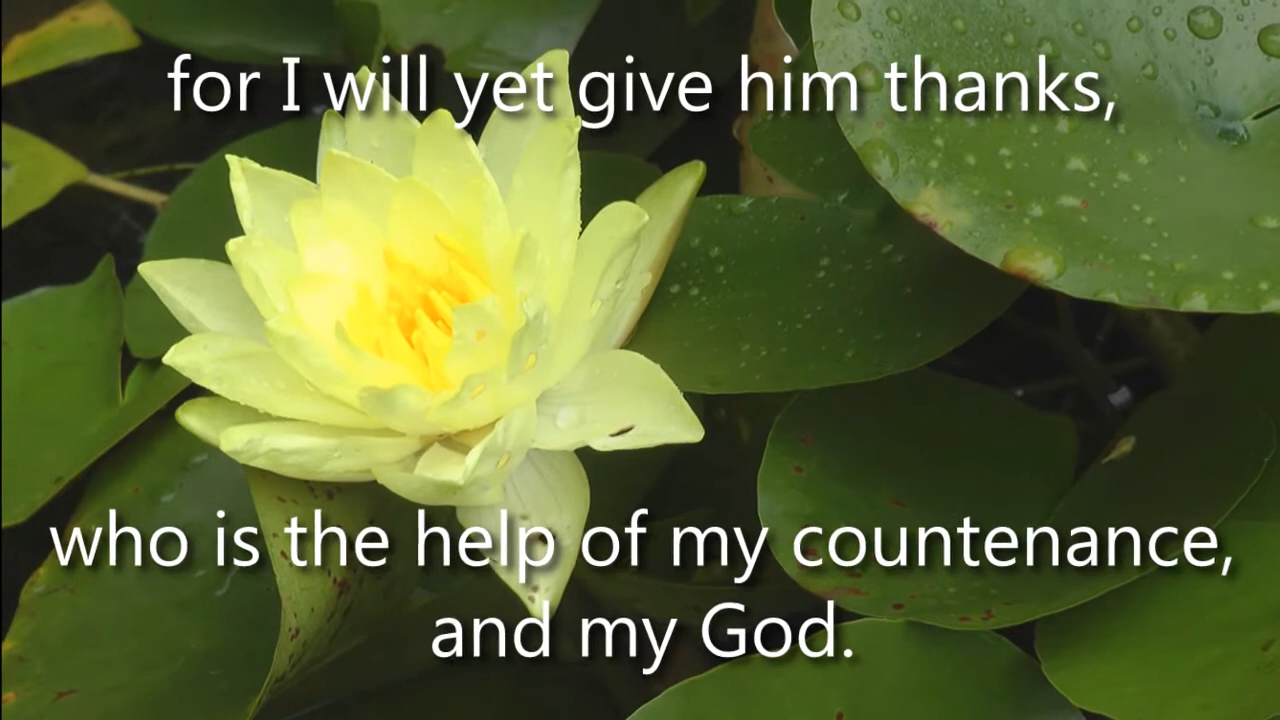 for I will yet give him thanks,
who is the help of my countenance,
and my God.